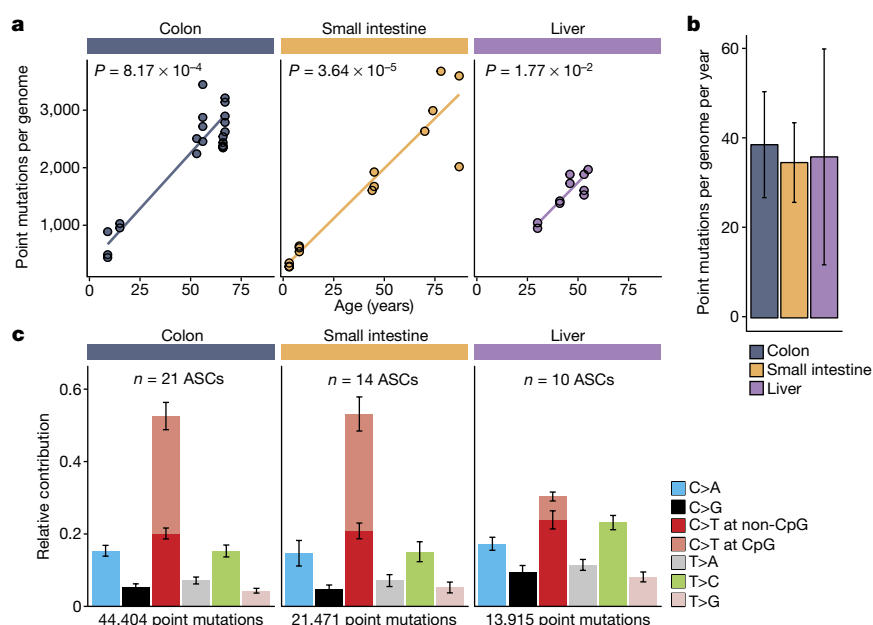 a
Colon
Small intestine
Liver
P = 8.17 × 10⁻⁴
P = 3.64 × 10⁻⁵
P = 1.77 × 10⁻²
Point mutations per genome
3,000
2,000
1,000
0 25 50 75
0 25 50 75
0 25 50 75
Age (years)
b
Point mutations per genome per year
60
40
20
0
Colon
Small intestine
Liver
c
Colon
Small intestine
Liver
n = 21 ASCs
n = 14 ASCs
n = 10 ASCs
Relative contribution
0.6
0.4
0.2
0
44,404 point mutations
21,471 point mutations
13,915 point mutations
C>A
C>G
C>T at non-CpG
C>T at CpG
T>A
T>C
T>G